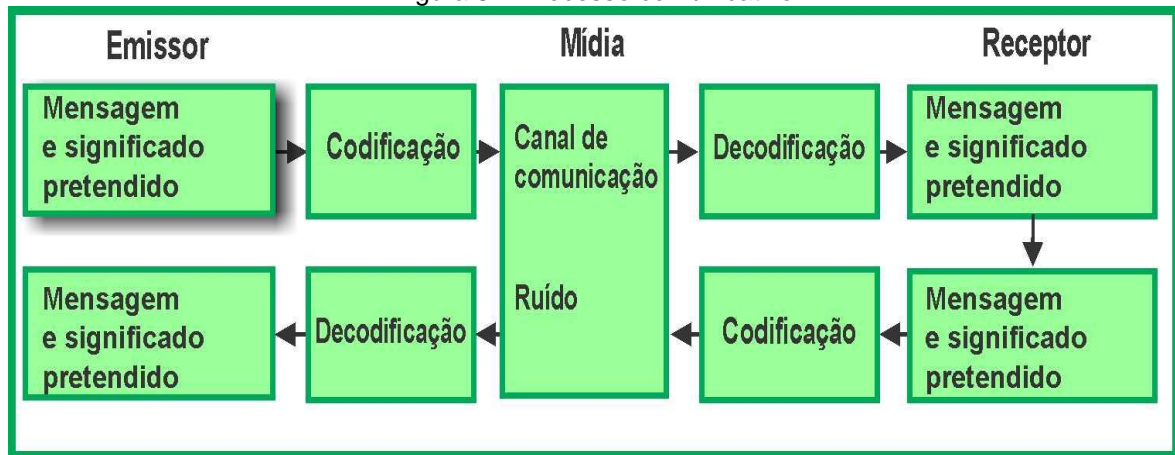 Emissor
Mídia
Receptor
Mensagem
e significado
pretendido
Codificação
Canal de
comunicação
Decodificação
Mensagem
e significado
pretendido
Mensagem
e significado
pretendido
Decodificação
Ruído
Codificação
Mensagem
e significado
pretendido